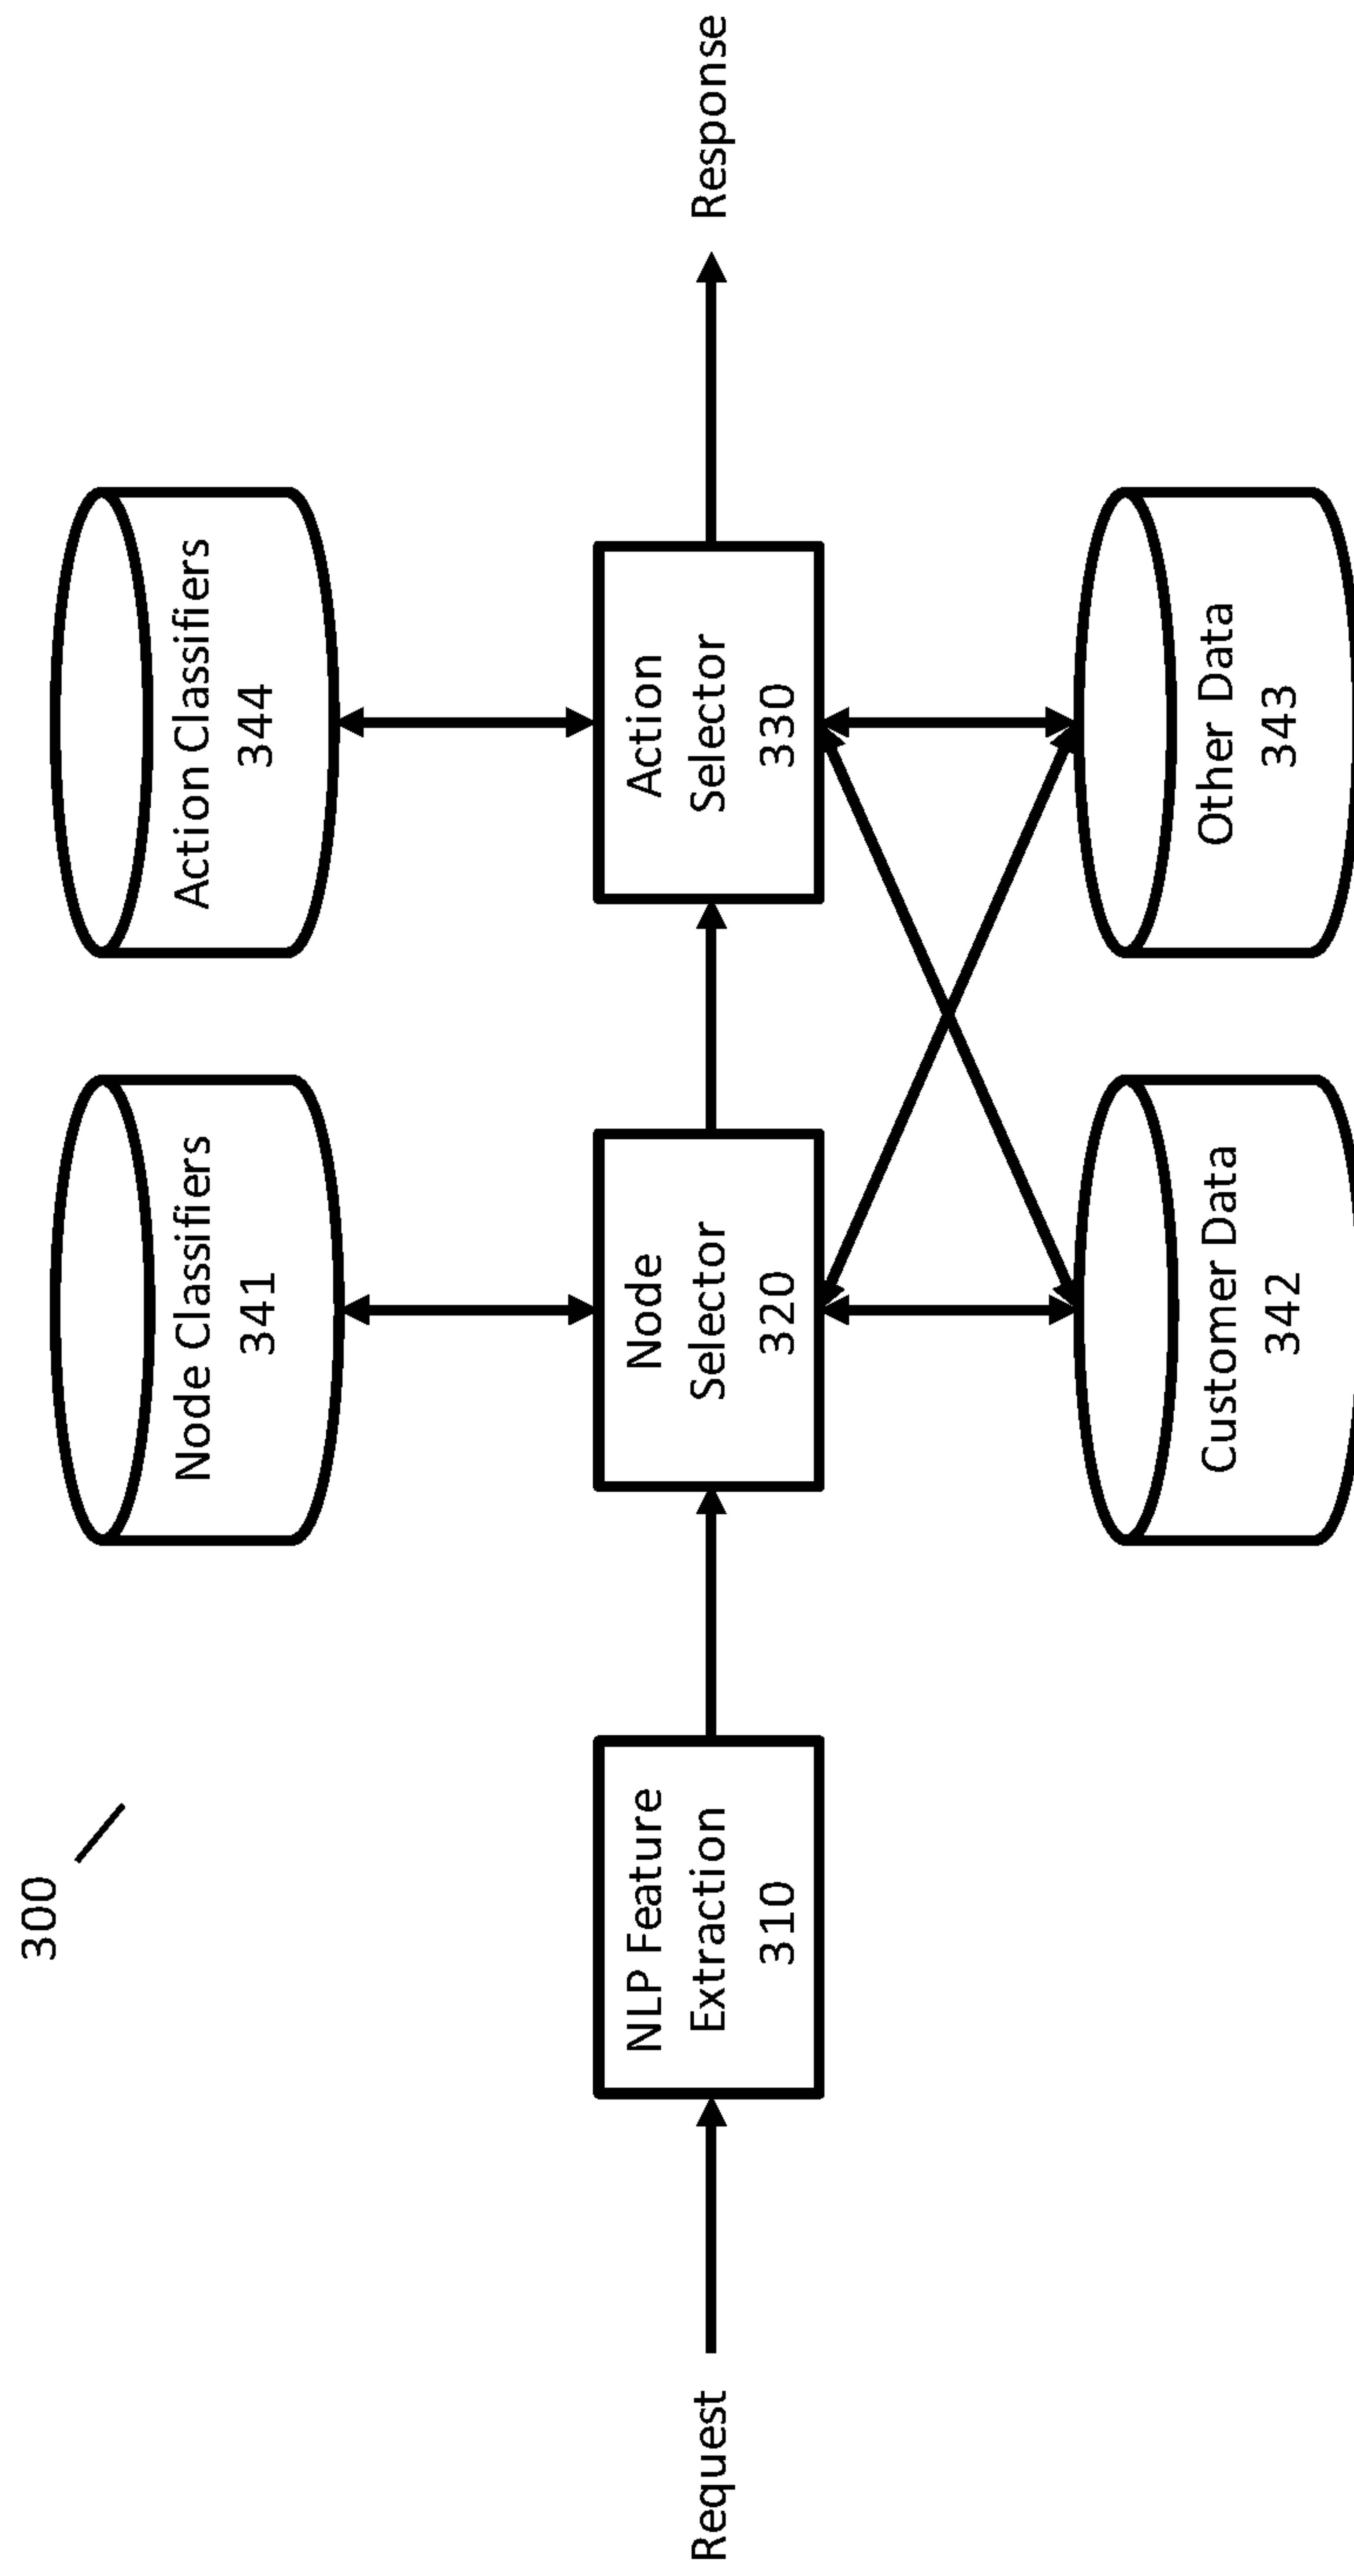 300
Node Classifiers
341
Action Classifiers
344
Request
NLP Feature
Extraction
310
Node
Selector
320
Action
Selector
330
Response
Customer Data
342
Other Data
343